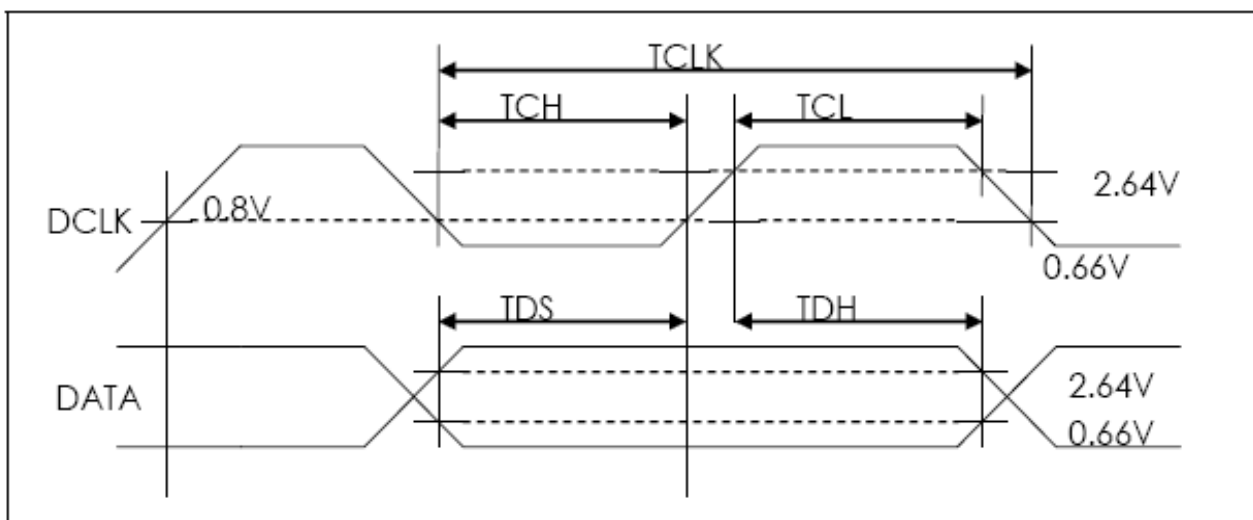 TCLK
TCH TCL
2.64V
DCLK 0.8V
0.66V
TDS TDH
DATA 2.64V
0.66V